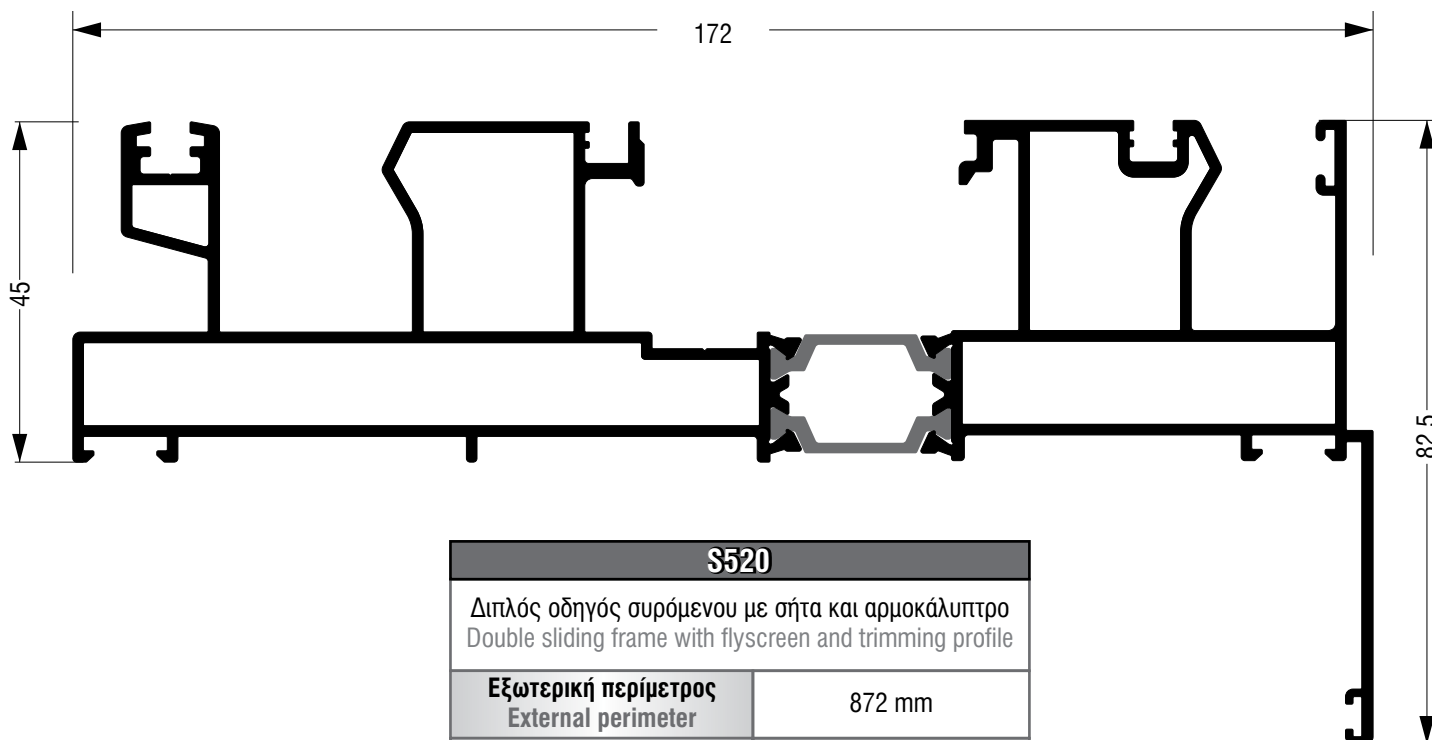 172
45
82.5
S520
Διπλός οδηγός συρόμενου με σήτα και αρμοκάλυπτρο
Double sliding frame with flyscreen and trimming profile
Εξωτερική περίμετρος
External perimeter
872 mm